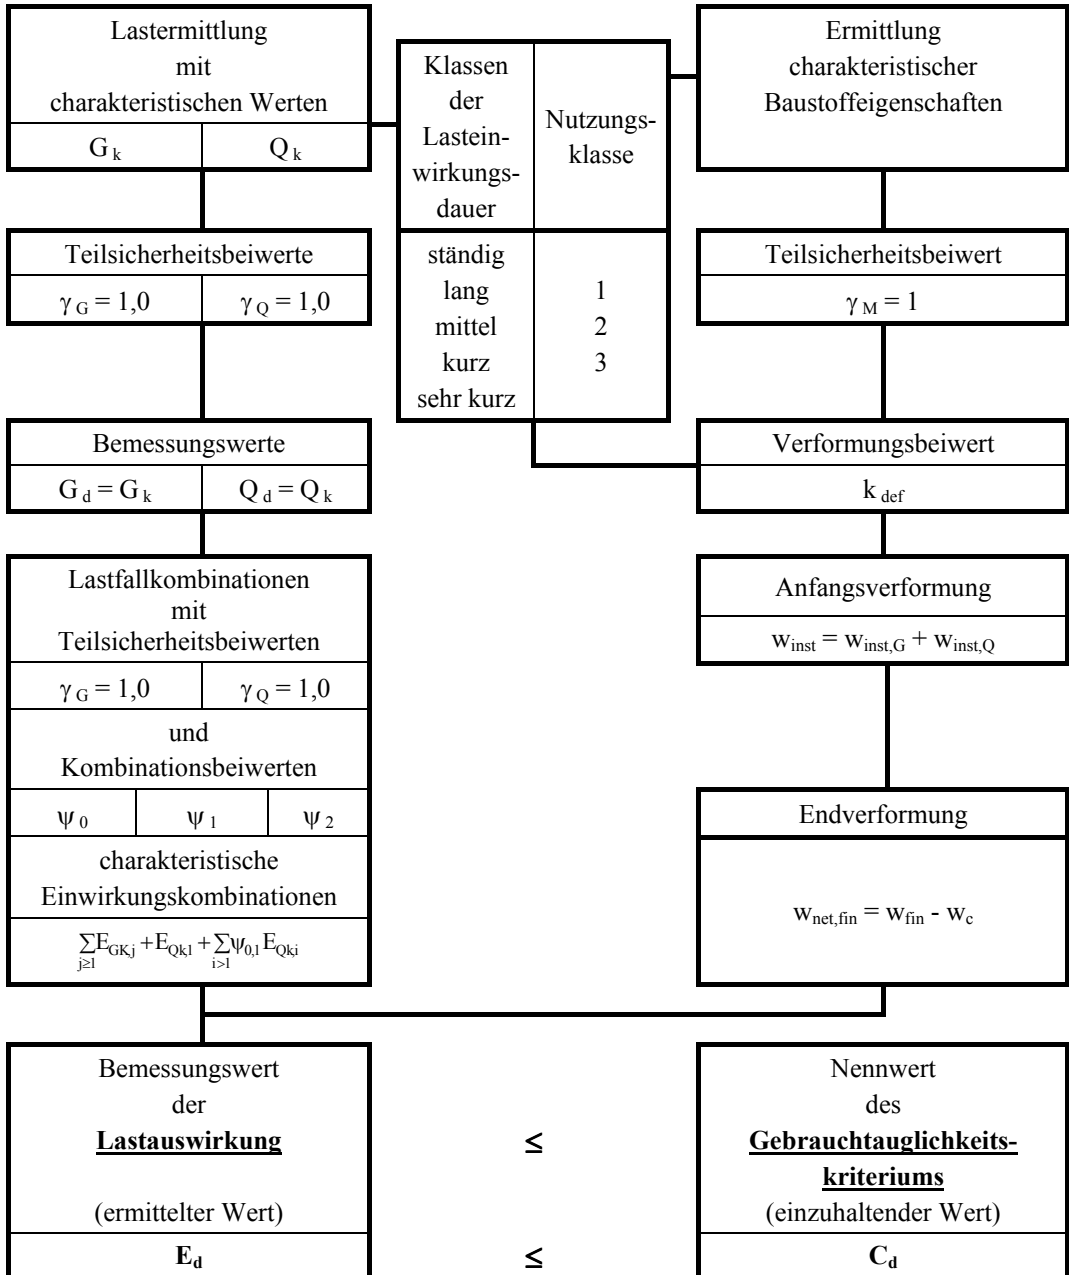 Lastermittlung
mit
charakteristischen Werten
G k
Q k
Klassen
der
Lastein-
wirkungs-
dauer
Nutzungs-
klasse
ständig
lang
mittel
kurz
sehr kurz
1
2
3
Ermittlung
charakteristischer
Baustoffeigenschaften
Teilsicherheitsbeiwerte
γ G = 1,0
γ Q = 1,0
Teilsicherheitsbeiwert
γ M = 1
Bemessungswerte
G d = G k
Q d = Q k
Verformungsbeiwert
k def
Lastfallkombinationen
mit
Teilsicherheitsbeiwerten
γ G = 1,0
γ Q = 1,0
und
Kombinationsbeiwerten
ψ 0
ψ 1
ψ 2
charakteristische
Einwirkungskombinationen
∑ E GK,j + E Qk,1 + ∑ ψ 0,1 E Qk,i
j≥1
i>1
Anfangsverformung
w inst = w inst,G + w inst,Q
Endverformung
w net,fin = w fin - w c
Bemessungswert
der
Lastauswirkung
(ermittelter Wert)
E d
≤
≤
Nennwert
des
Gebrauchtauglichkeits-
kriteriums
(einzuhaltender Wert)
C d